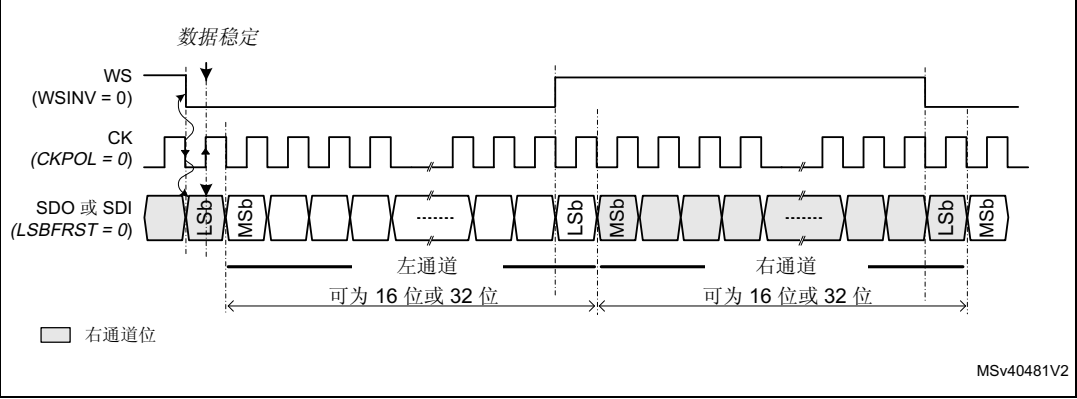 数据稳定
WS
(WSINV = 0)
CK
(CKPOL = 0)
SDO 或 SDI
(LSBFRST = 0)
LSb MSb ······· LSb MSb ······· LSb MSb
左通道 右通道
可为 16 位或 32 位 可为 16 位或 32 位
右通道位
MSv40481V2